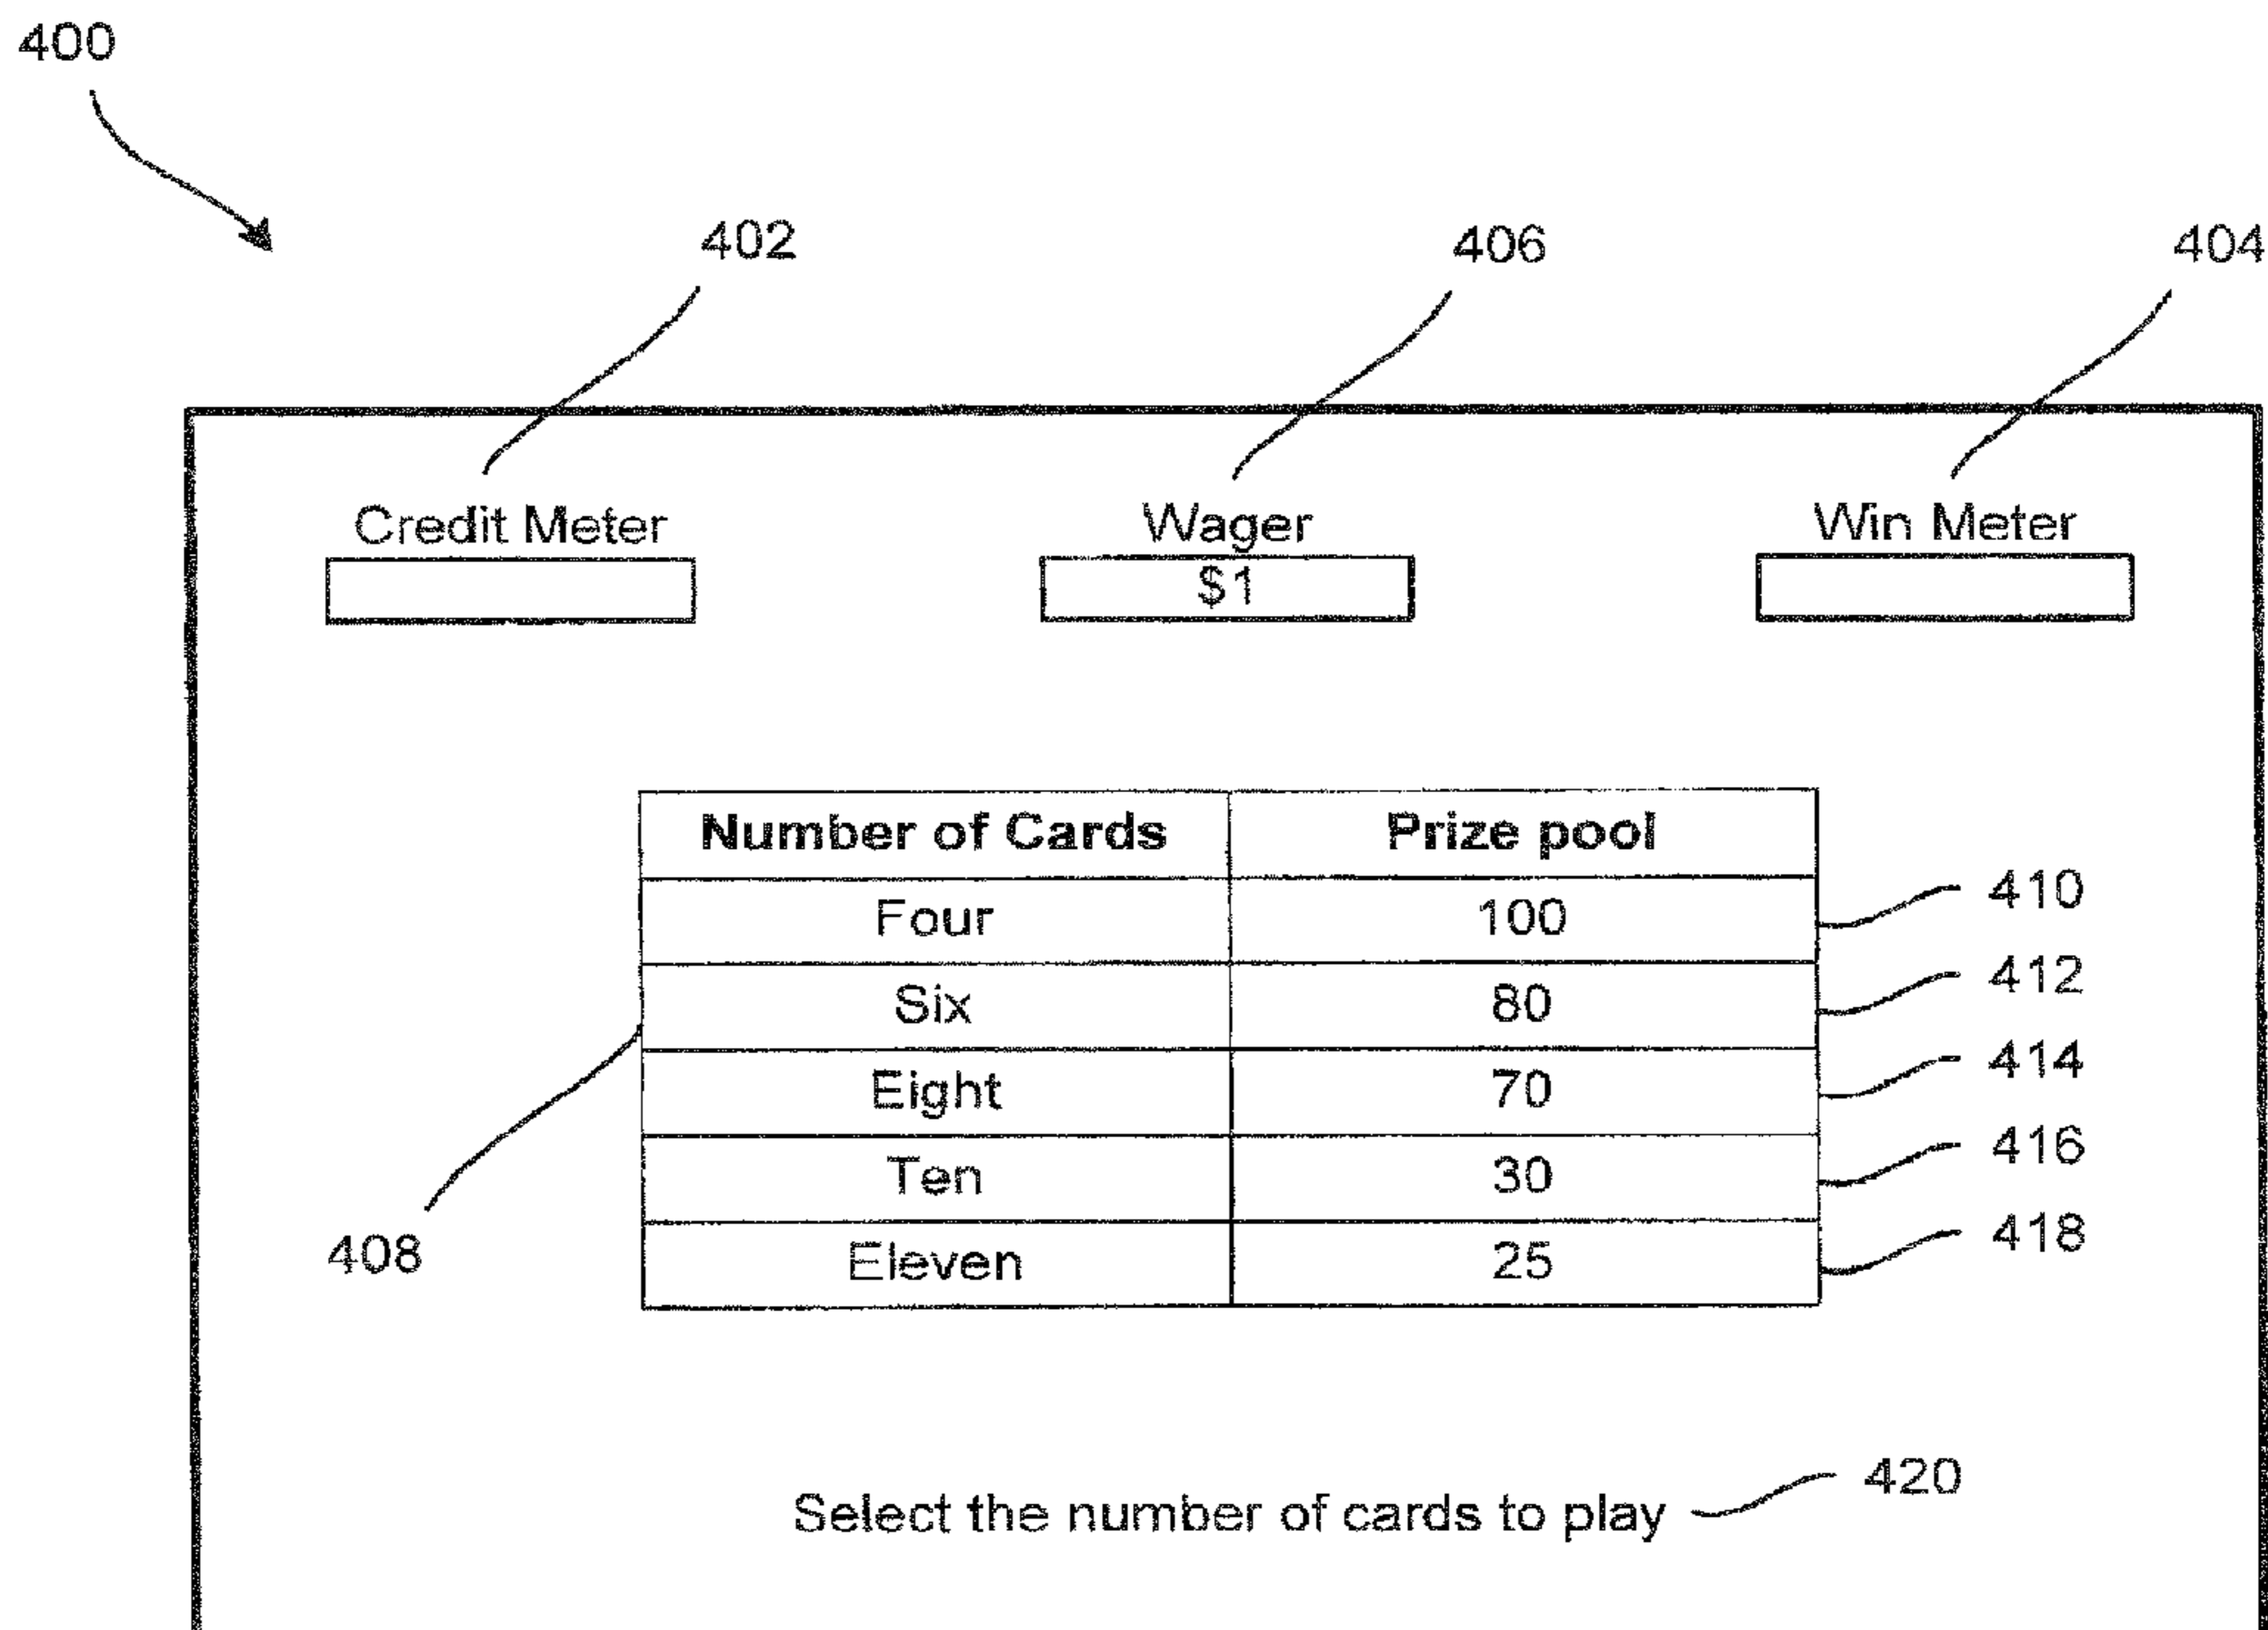 400
402 406 404
Credit Meter Wager Win Meter
$1
Number of Cards Prize pool
Four 100 410
Six 80 412
Eight 70 414
Ten 30 416
408 Eleven 25 418
Select the number of cards to play 420